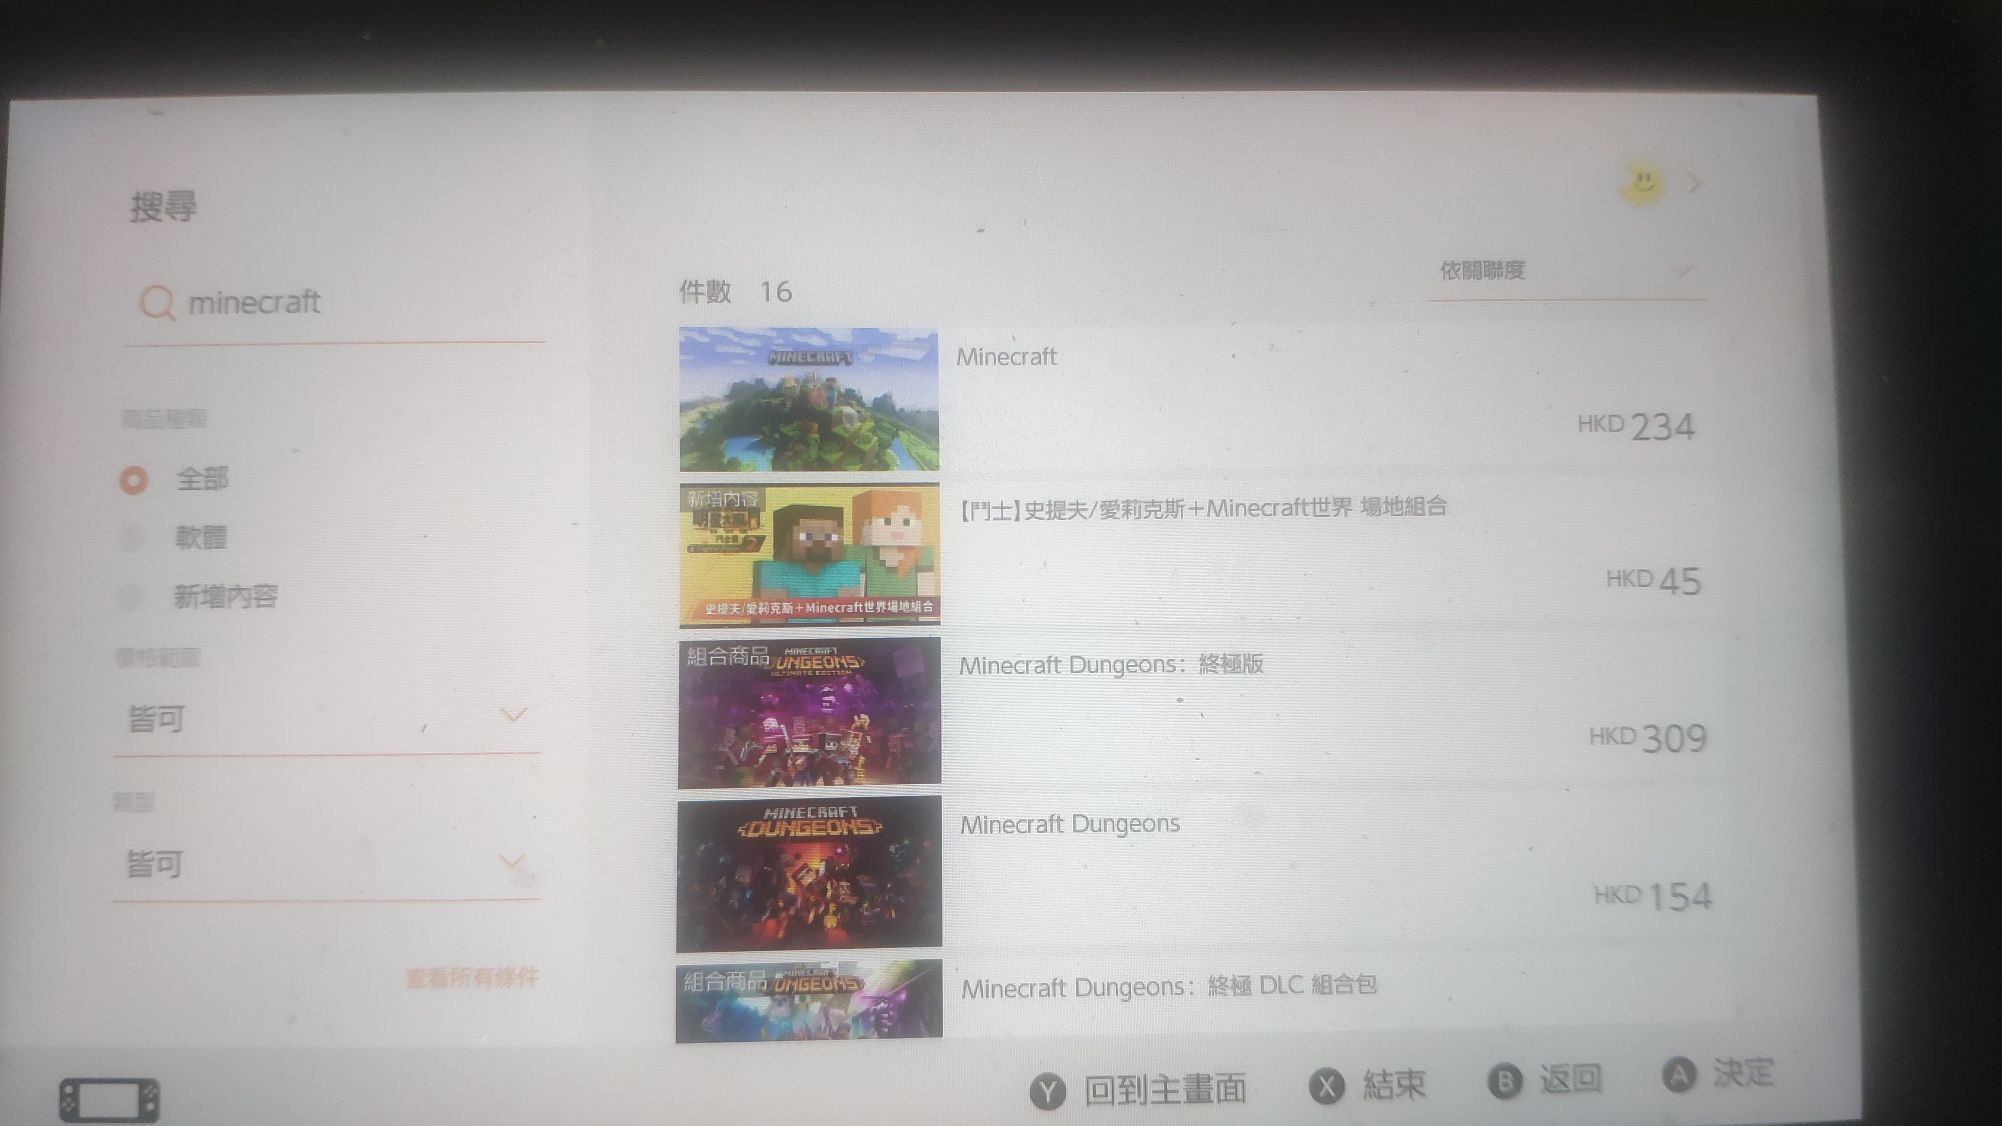 搜尋
minecraft
商品種類
全部
軟體
新增內容
價格範圍
皆可
類型
皆可
查看所有條件
件數 16
依關聯度
MINECRAFT
Minecraft
HKD 234
新增內容
史提夫/愛莉克斯+Minecraft世界場地組合
【鬥士】史提夫/愛莉克斯+Minecraft世界 場地組合
HKD 45
組合商品
MINECRAFT
DUNGEONS
ULTIMATE EDITION
Minecraft Dungeons: 終極版
HKD 309
MINECRAFT
DUNGEONS
Minecraft Dungeons
HKD 154
組合商品
MINECRAFT
DUNGEONS
Minecraft Dungeons: 終極 DLC 組合包
Y 回到主畫面
X 結束
B 返回
A 決定